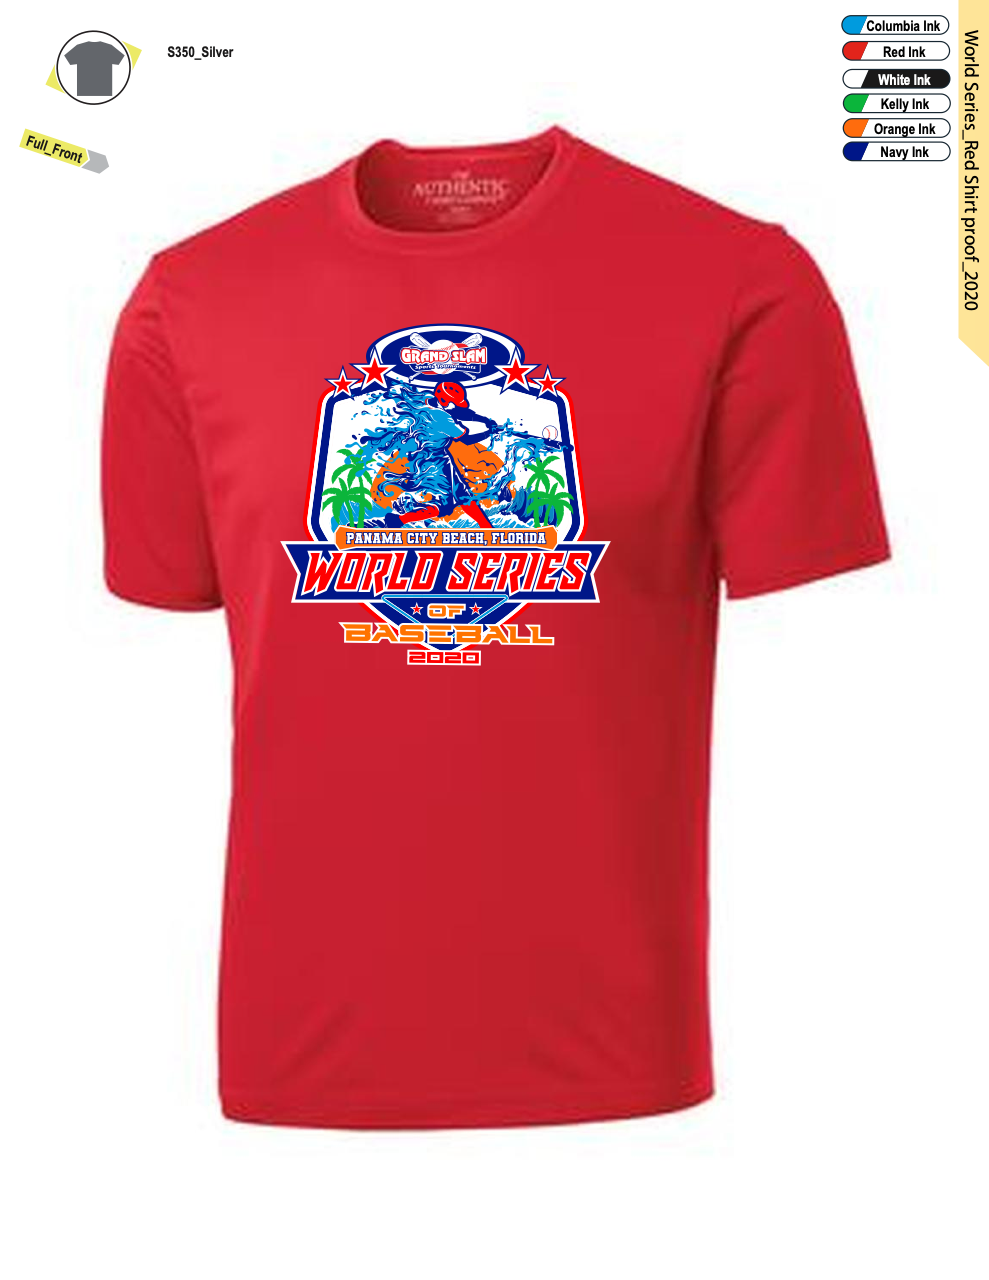 S350_Silver
Full_Front
Columbia Ink
Red Ink
White Ink
Kelly Ink
Orange Ink
Navy Ink
World Series_Red Shirt proof_2020
AUTHENTIC
GRAND SLAM
Sports Tournaments
PANAMA CITY BEACH, FLORIDA
WORLD SERIES
OF
BASEBALL
2020